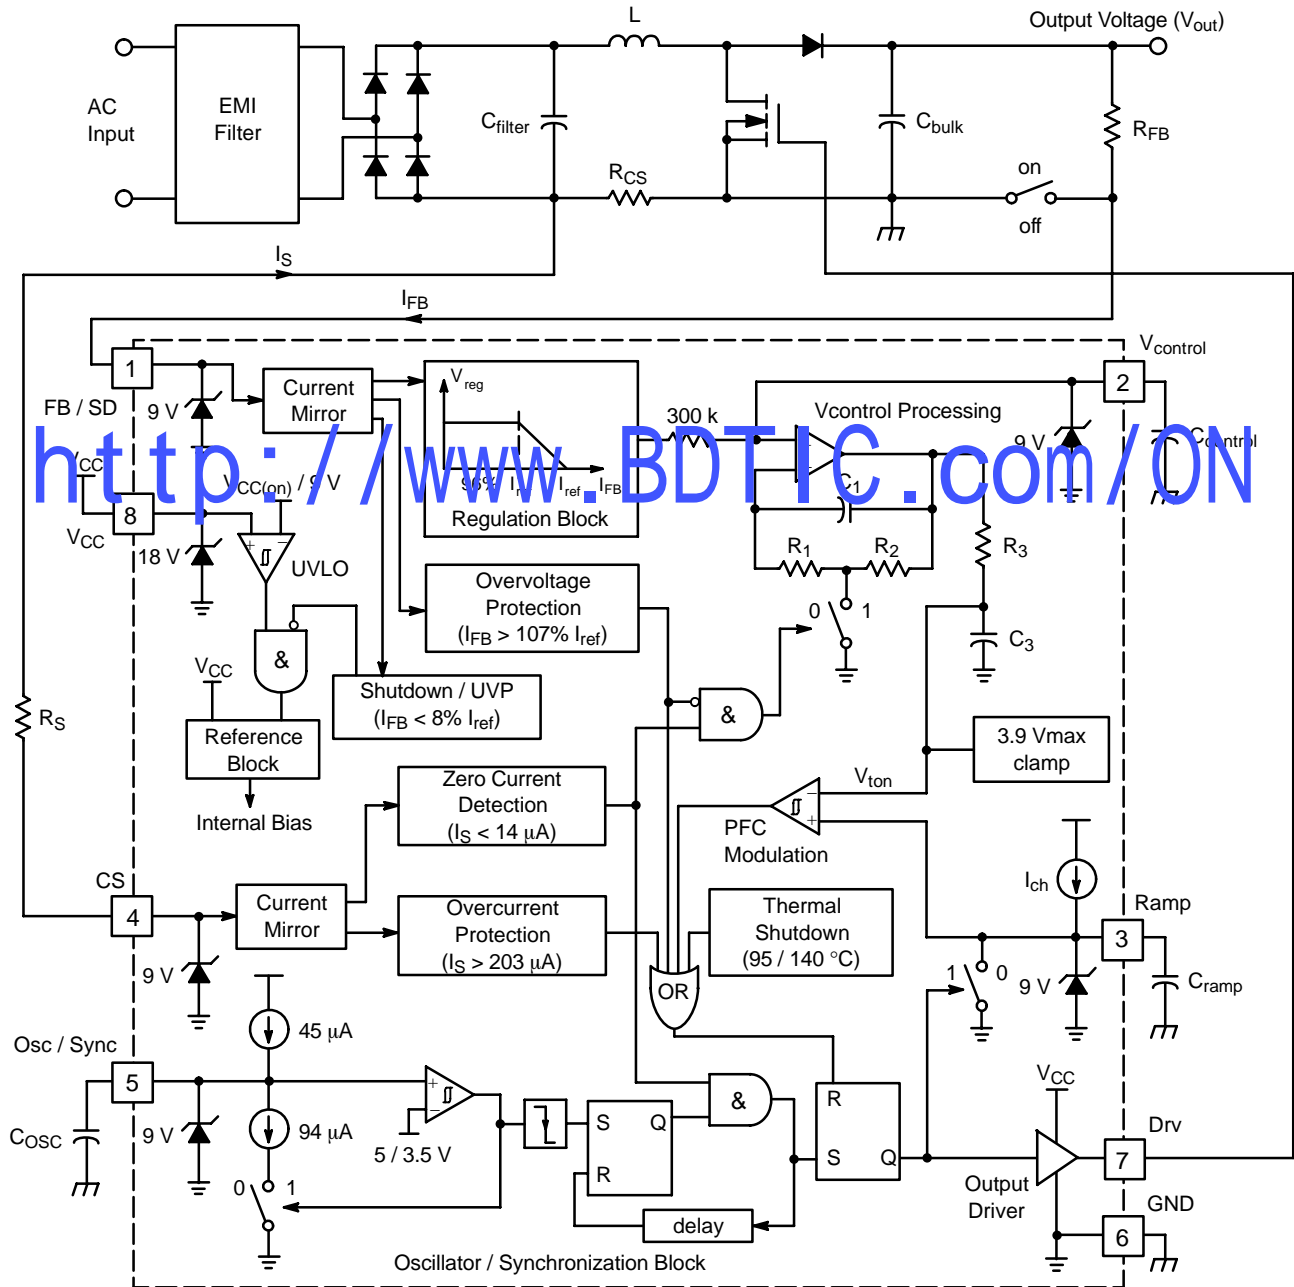 L
Output Voltage (Vout)
AC
Input
EMI
Filter
Cfilter
Cbulk
RFB
RCS
on
off
IS
IFB
1
FB / SD
9 V
Current
Mirror
Vreg
96%
Iref
IFB
Regulation Block
300 k
Vcontrol Processing
Vcontrol
2
9 V
Ccontrol
http://www.BDTIC.com/ON
VCC
8
VCC
18 V
VCC(on) / 9 V
+
−
UVLO
C1
R1
R2
R3
0
1
C3
Overvoltage
Protection
(IFB > 107% Iref)
&
VCC
Shutdown / UVP
(IFB < 8% Iref)
&
RS
Reference
Block
Internal Bias
3.9 Vmax
clamp
Zero Current
Detection
(IS < 14 μA)
Vton
−
+
PFC
Modulation
Ich
CS
4
Current
Mirror
Overcurrent
Protection
(IS > 203 μA)
Thermal
Shutdown
(95 / 140 °C)
Ramp
3
9 V
OR
1
0
9 V
Cramp
45 μA
Osc / Sync
5
+
−
COSC
9 V
94 μA
5 / 3.5 V
0
1
S
Q
R
&
R
S
Q
VCC
Drv
7
Output
Driver
GND
6
delay
Oscillator / Synchronization Block